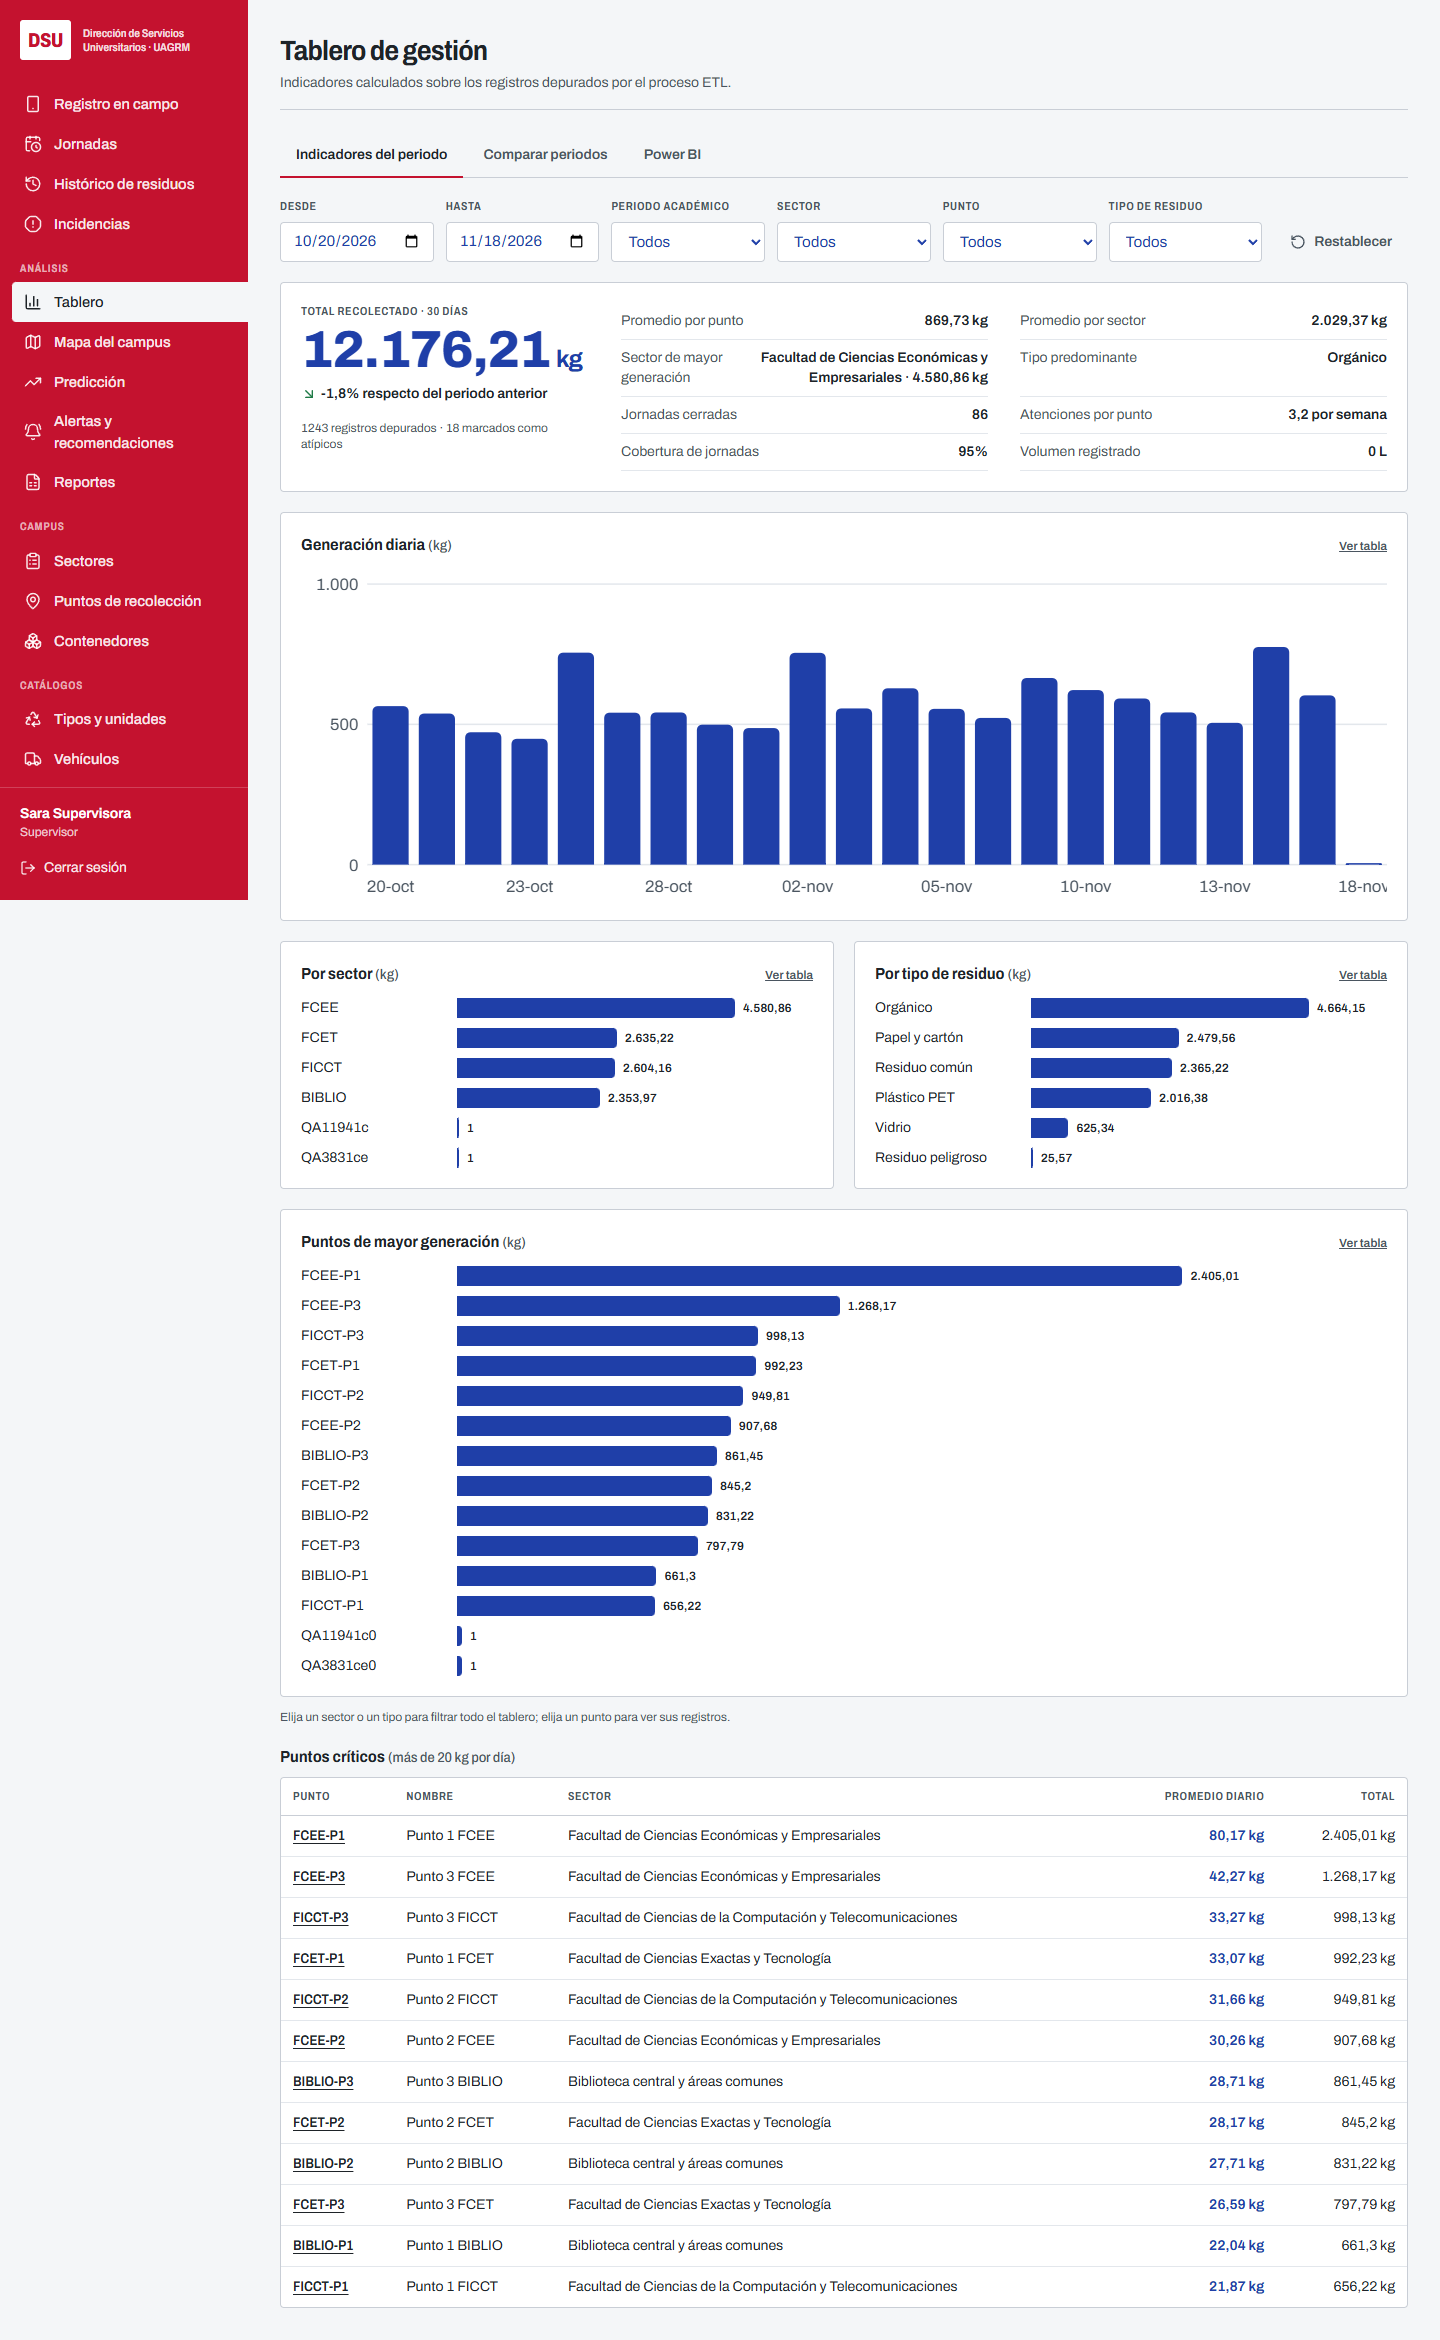 DSU
Dirección de Servicios
Universitarios · UAGRM
Registro en campo
Jornadas
Histórico de residuos
Incidencias
ANÁLISIS
Tablero
Mapa del campus
Predicción
Alertas y
recomendaciones
Reportes
CAMPUS
Sectores
Puntos de recolección
Contenedores
CATÁLOGOS
Tipos y unidades
Vehículos
Sara Supervisora
Supervisor
Cerrar sesión
Tablero de gestión
Indicadores calculados sobre los registros depurados por el proceso ETL.
Indicadores del periodo Comparar periodos Power BI
DESDE HASTA PERIODO ACADÉMICO SECTOR PUNTO TIPO DE RESIDUO
10/20/2026 11/18/2026 Todos Todos Todos Todos Restablecer
TOTAL RECOLECTADO · 30 DÍAS
12.176,21 kg
-1,8% respecto del periodo anterior
1243 registros depurados · 18 marcados como
atípicos
Promedio por punto 869,73 kg
Promedio por sector 2.029,37 kg
Sector de mayor generación Facultad de Ciencias Económicas y
Empresariales · 4.580,86 kg
Tipo predominante Orgánico
Jornadas cerradas 86
Atenciones por punto 3,2 por semana
Cobertura de jornadas 95%
Volumen registrado 0 L
Generación diaria (kg) Ver tabla
1.000
500
0
20-oct 23-oct 28-oct 02-nov 05-nov 10-nov 13-nov 18-nov
Por sector (kg) Ver tabla
FCEE 4.580,86
FCET 2.635,22
FICCT 2.604,16
BIBLIO 2.353,97
QA11941c 1
QA3831ce 1
Por tipo de residuo (kg) Ver tabla
Orgánico 4.664,15
Papel y cartón 2.479,56
Residuo común 2.365,22
Plástico PET 2.016,38
Vidrio 625,34
Residuo peligroso 25,57
Puntos de mayor generación (kg) Ver tabla
FCEE-P1 2.405,01
FCEE-P3 1.268,17
FICCT-P3 998,13
FCET-P1 992,23
FICCT-P2 949,81
FCEE-P2 907,68
BIBLIO-P3 861,45
FCET-P2 845,2
BIBLIO-P2 831,22
FCET-P3 797,79
BIBLIO-P1 661,3
FICCT-P1 656,22
QA11941c0 1
QA3831ce0 1
Elija un sector o un tipo para filtrar todo el tablero; elija un punto para ver sus registros.
Puntos críticos (más de 20 kg por día)
PUNTO NOMBRE SECTOR PROMEDIO DIARIO TOTAL
FCEE-P1 Punto 1 FCEE Facultad de Ciencias Económicas y Empresariales 80,17 kg 2.405,01 kg
FCEE-P3 Punto 3 FCEE Facultad de Ciencias Económicas y Empresariales 42,27 kg 1.268,17 kg
FICCT-P3 Punto 3 FICCT Facultad de Ciencias de la Computación y Telecomunicaciones 33,27 kg 998,13 kg
FCET-P1 Punto 1 FCET Facultad de Ciencias Exactas y Tecnología 33,07 kg 992,23 kg
FICCT-P2 Punto 2 FICCT Facultad de Ciencias de la Computación y Telecomunicaciones 31,66 kg 949,81 kg
FCEE-P2 Punto 2 FCEE Facultad de Ciencias Económicas y Empresariales 30,26 kg 907,68 kg
BIBLIO-P3 Punto 3 BIBLIO Biblioteca central y áreas comunes 28,71 kg 861,45 kg
FCET-P2 Punto 2 FCET Facultad de Ciencias Exactas y Tecnología 28,17 kg 845,2 kg
BIBLIO-P2 Punto 2 BIBLIO Biblioteca central y áreas comunes 27,71 kg 831,22 kg
FCET-P3 Punto 3 FCET Facultad de Ciencias Exactas y Tecnología 26,59 kg 797,79 kg
BIBLIO-P1 Punto 1 BIBLIO Biblioteca central y áreas comunes 22,04 kg 661,3 kg
FICCT-P1 Punto 1 FICCT Facultad de Ciencias de la Computación y Telecomunicaciones 21,87 kg 656,22 kg